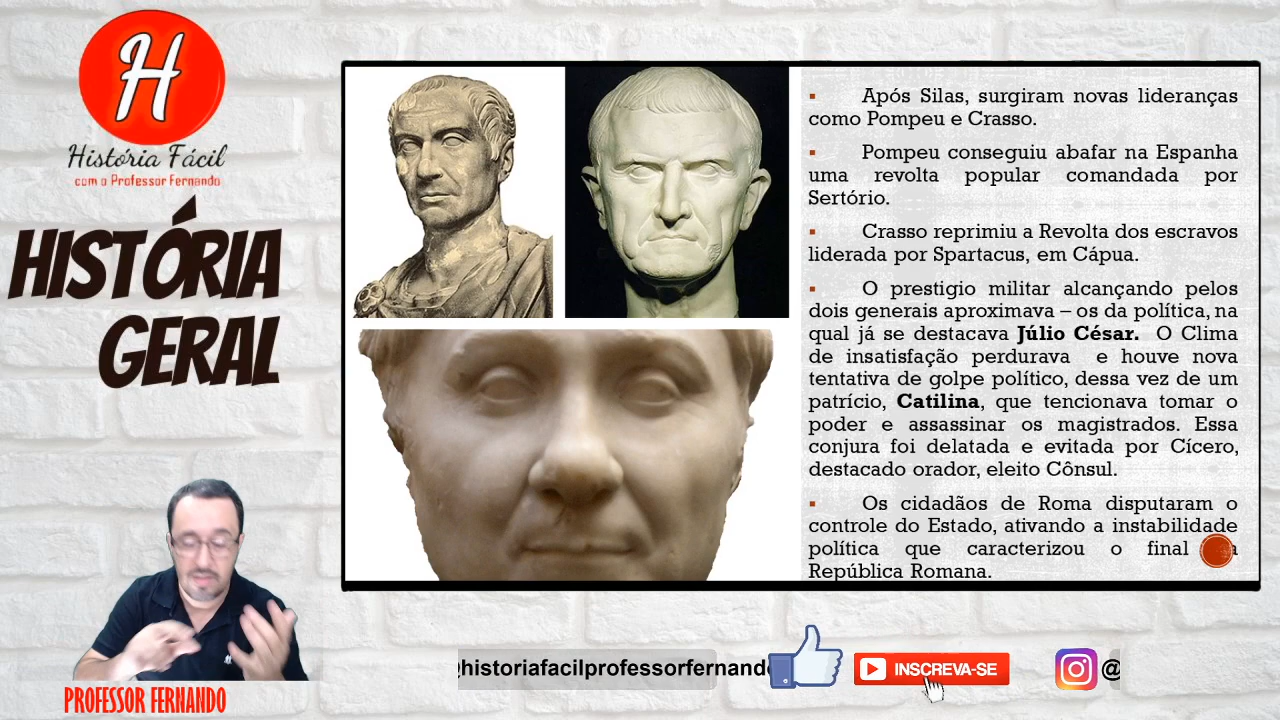 H
História Fácil
com o Professor Fernando
HISTÓRIA
GERAL
Após Silas, surgiram novas lideranças
como Pompeu e Crasso.
Pompeu conseguiu abafar na Espanha
uma revolta popular comandada por
Sertório.
Crasso reprimiu a Revolta dos escravos
liderada por Spartacus, em Cápua.
O prestigio militar alcançando pelos
dois generais aproximava – os da política, na
qual já se destacava Júlio César. O Clima
de insatisfação perdurava e houve nova
tentativa de golpe político, dessa vez de um
patrício, Catilina, que tencionava tomar o
poder e assassinar os magistrados. Essa
conjura foi delatada e evitada por Cícero,
destacado orador, eleito Cônsul.
Os cidadãos de Roma disputaram o
controle do Estado, ativando a instabilidade
política que caracterizou o final
República Romana.
PROFESSOR FERNANDO
historiafacilprofessorfernand
INSCREVA-SE
@